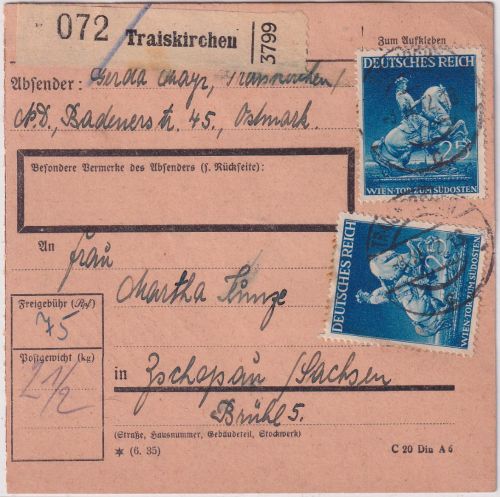 072 Traiskirchen 3799
Zum Aufkleben
Absender: Gerda Mayr, Traiskirchen/
N.D., Badenerstr. 45., Ostmark.
DEUTSCHES REICH
25
WIEN-TOR ZUM SÜDOSTEN
Besondere Vermerke des Absenders (s. Rückseite):
An
Frau
Martha Kunze
DEUTSCHES REICH
25
WIEN-TOR ZUM SÜDOSTEN
Freigebühr (Rpf)
75
Postgewicht (kg)
2 1/2
in Zschopau/Sachsen
Brühl 5.
(Straße, Hausnummer, Gebäudeteil, Stockwerk)
* (6. 35)
C 20 Din A 6